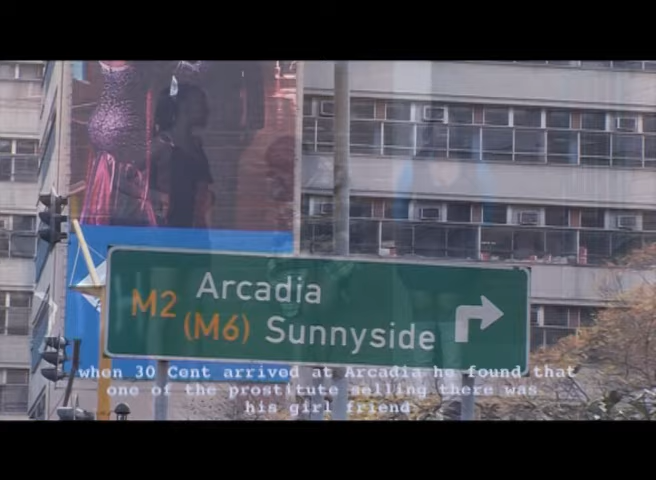 Arcadia
M2
(M6) Sunnyside
when 30 Cent arrived at Arcadia he found that
one of the prostitute selling there was
his girl friend